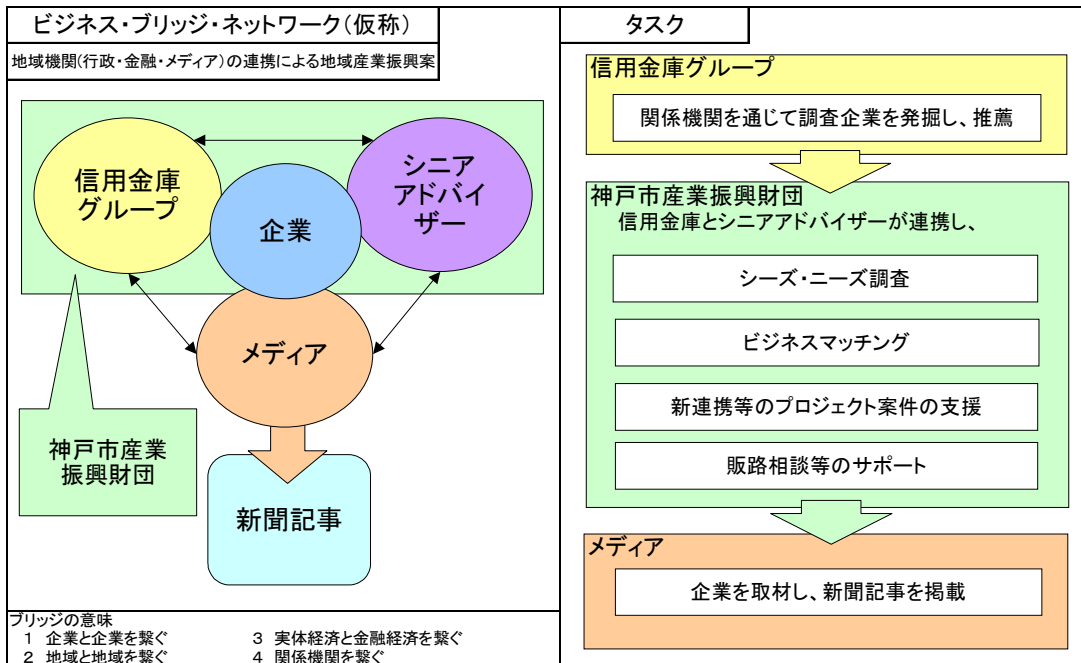 ビジネス・ブリッジ・ネットワーク(仮称)
地域機関(行政・金融・メディア)の連携による地域産業振興案
信用金庫
グループ
シニア
アドバイ
ザー
企業
メディア
神戸市産業
振興財団
新聞記事
ブリッジの意味
1 企業と企業を繋ぐ
2 地域と地域を繋ぐ
3 実体経済と金融経済を繋ぐ
4 関係機関を繋ぐ
タスク
信用金庫グループ
関係機関を通じて調査企業を発掘し、推薦
神戸市産業振興財団
信用金庫とシニアアドバイザーが連携し、
シーズ・ニーズ調査
ビジネスマッチング
新連携等のプロジェクト案件の支援
販路相談等のサポート
メディア
企業を取材し、新聞記事を掲載